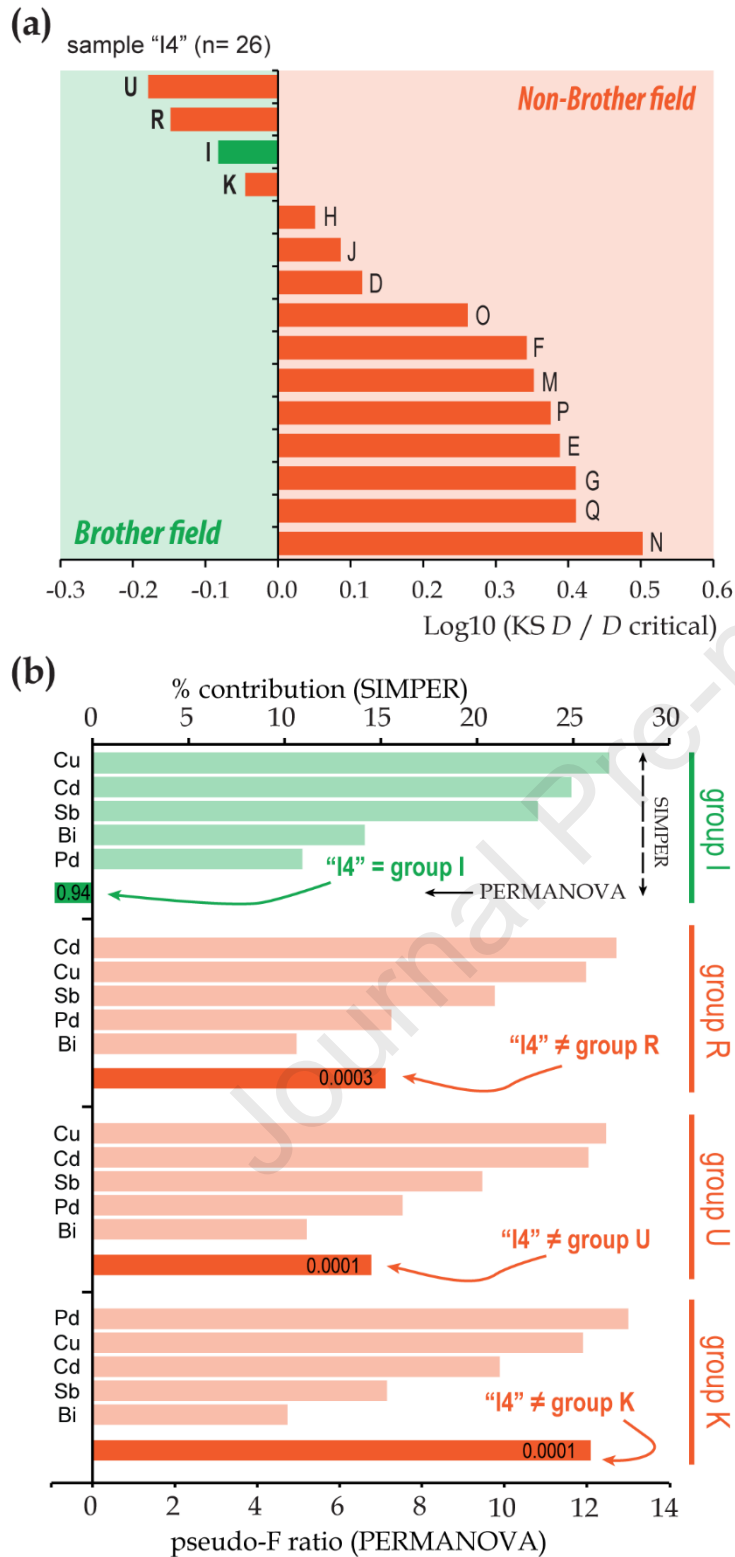 (a)
sample “I4” (n= 26)
U
Non-Brother field
R
I
K
H
J
D
O
F
M
P
E
G
Q
Brother field
N
-0.3 -0.2 -0.1 0.0 0.1 0.2 0.3 0.4 0.5 0.6
Log10 (KS D / D critical)
(b)
% contribution (SIMPER)
0 5 10 15 20 25 30
Cu
Cd
Sb
Bi
Pd
SIMPER
group I
“I4” = group I
0.94
PERMANOVA
Cd
Cu
Sb
Pd
Bi
group R
“I4” ≠ group R
0.0003
Cu
Cd
Sb
Pd
Bi
group U
“I4” ≠ group U
0.0001
Pd
Cu
Cd
Sb
Bi
group K
“I4” ≠ group K
0.0001
0 2 4 6 8 10 12 14
pseudo-F ratio (PERMANOVA)
Journal Pre-p